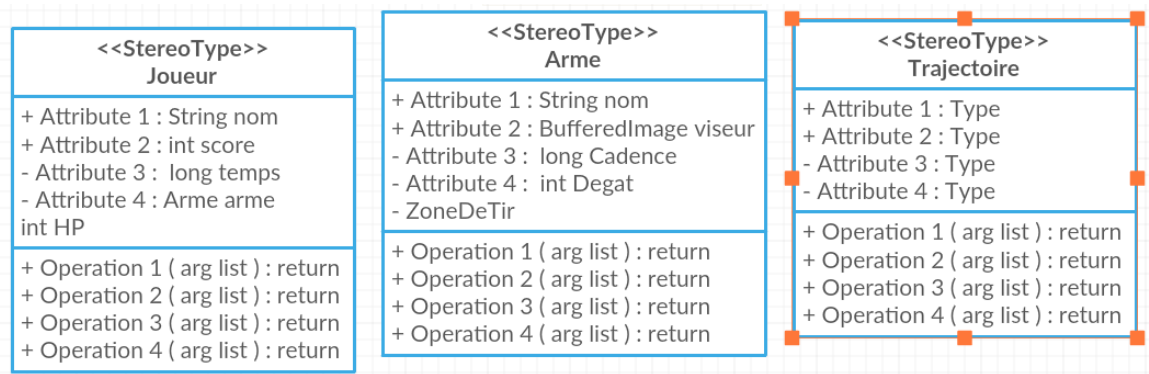 <<StereoType>>
Joueur
+ Attribute 1 : String nom
+ Attribute 2 : int score
- Attribute 3 :  long temps
- Attribute 4 : Arme arme
int HP
+ Operation 1 ( arg list ) : return
+ Operation 2 ( arg list ) : return
+ Operation 3 ( arg list ) : return
+ Operation 4 ( arg list ) : return
<<StereoType>>
Arme
+ Attribute 1 : String nom
+ Attribute 2 : BufferedImage viseur
- Attribute 3 :  long Cadence
- Attribute 4 :  int Degat
- ZoneDeTir
+ Operation 1 ( arg list ) : return
+ Operation 2 ( arg list ) : return
+ Operation 3 ( arg list ) : return
+ Operation 4 ( arg list ) : return
<<StereoType>>
Trajectoire
+ Attribute 1 : Type
+ Attribute 2 : Type
- Attribute 3 : Type
- Attribute 4 : Type
+ Operation 1 ( arg list ) : return
+ Operation 2 ( arg list ) : return
+ Operation 3 ( arg list ) : return
+ Operation 4 ( arg list ) : return